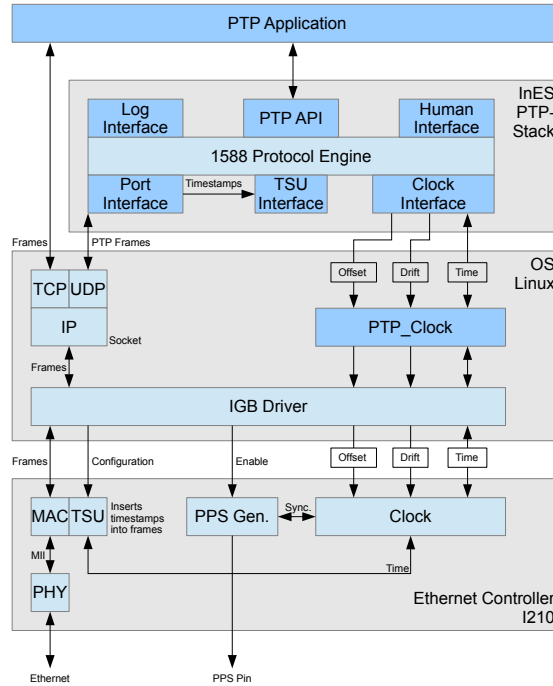 PTP Application
InES
PTP-
Stack
Log
Interface
PTP API
Human
Interface
1588 Protocol Engine
Port
Interface
Timestamps
TSU
Interface
Clock
Interface
Frames
PTP Frames
OS
Linux
Offset
Drift
Time
TCP
UDP
IP
Socket
PTP_Clock
Frames
IGB Driver
Frames
Configuration
Enable
Offset
Drift
Time
MAC
TSU
Inserts
timestamps
into frames
PPS Gen.
Sync.
Clock
MII
Time
PHY
Ethernet Controller
I210
Ethernet
PPS Pin